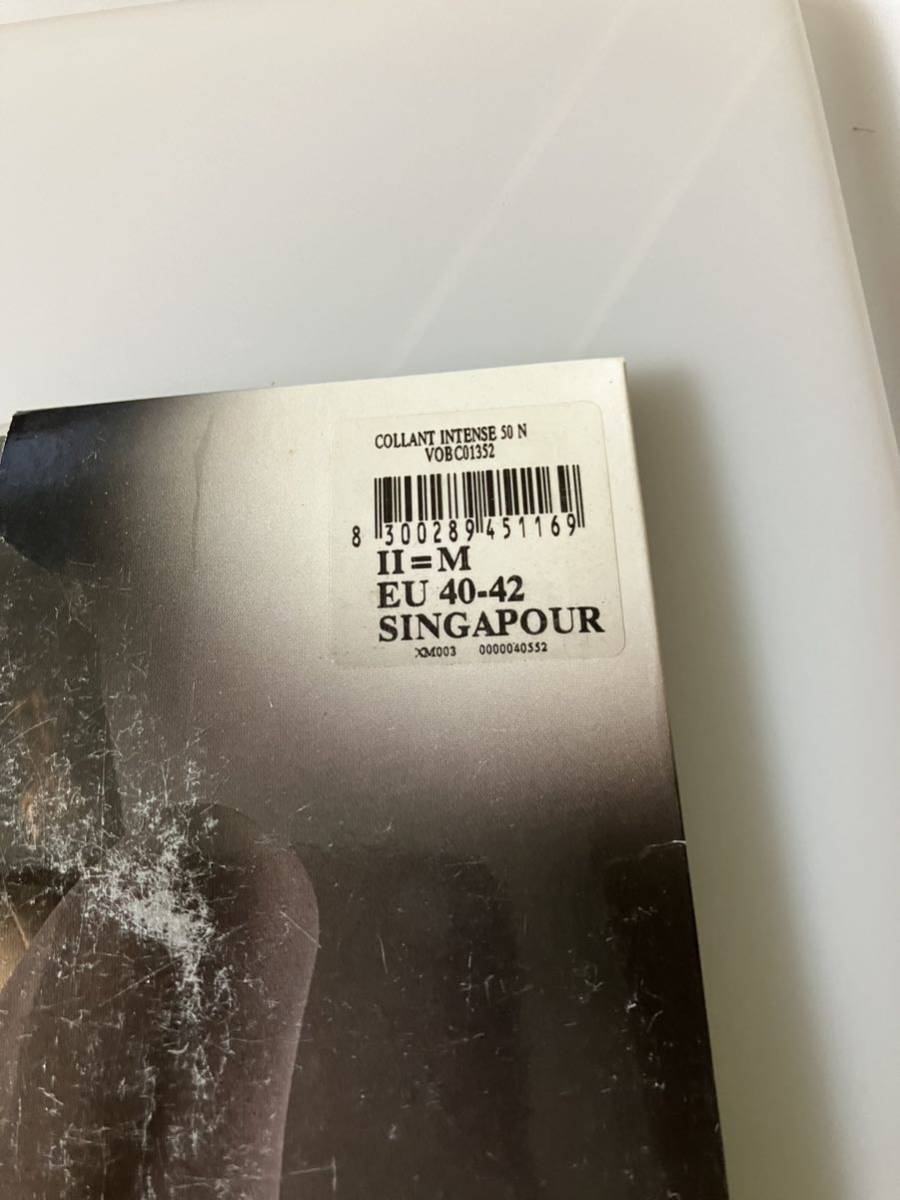 COLLANT INTENSE 50 N
VOBC01352
8 300289 451169
II=M
EU 40-42
SINGAPOUR
XM003 0000040552